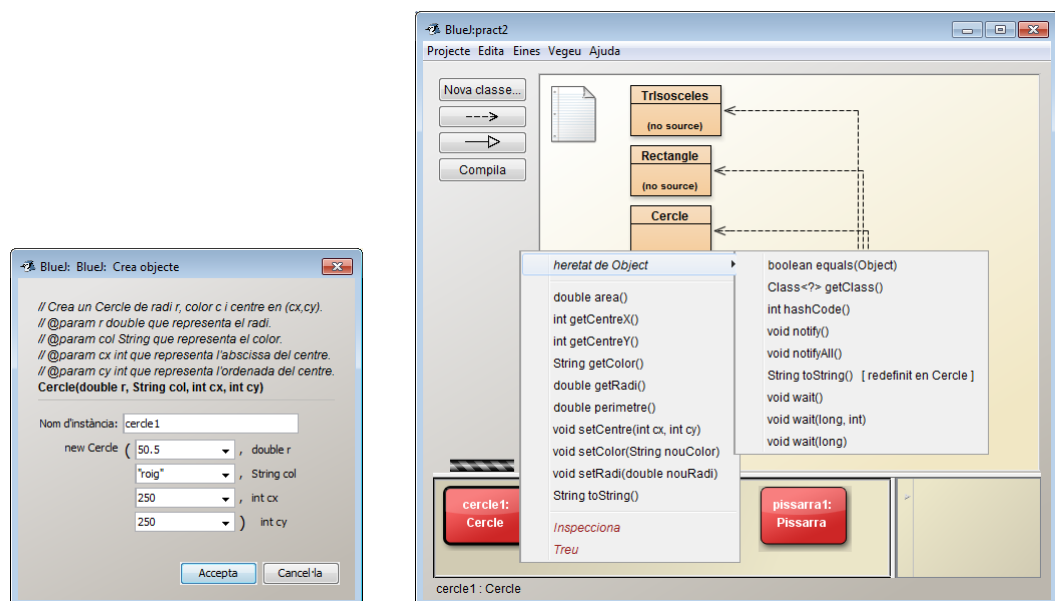 BlueJ: BlueJ: Crea objecte
// Crea un Cercle de radi r, color c i centre en (cx,cy).
// @param r double que representa el radi.
// @param col String que representa el color.
// @param cx int que representa l'abscissa del centre.
// @param cy int que representa l'ordenada del centre.
Cercle(double r, String col, int cx, int cy)
Nom d'instància: cercle1
new Cercle ( 50.5 , double r
"roig" , String col
250 , int cx
250 ) int cy
Accepta Cancel·la
BlueJ:pract2
Projecte Edita Eines Vegeu Ajuda
Nova classe...
Compila
TrIsosceles
(no source)
Rectangle
(no source)
Cercle
heretat de Object
double area()
int getCentreX()
int getCentreY()
String getColor()
double getRadi()
double perimetre()
void setCentre(int cx, int cy)
void setColor(String nouColor)
void setRadi(double nouRadi)
String toString()
Inspecciona
Treu
boolean equals(Object)
Class<?> getClass()
int hashCode()
void notify()
void notifyAll()
String toString() [ redefinit en Cercle ]
void wait()
void wait(long, int)
void wait(long)
cercle1:
Cercle
pissarra1:
Pissarra
cercle1 : Cercle